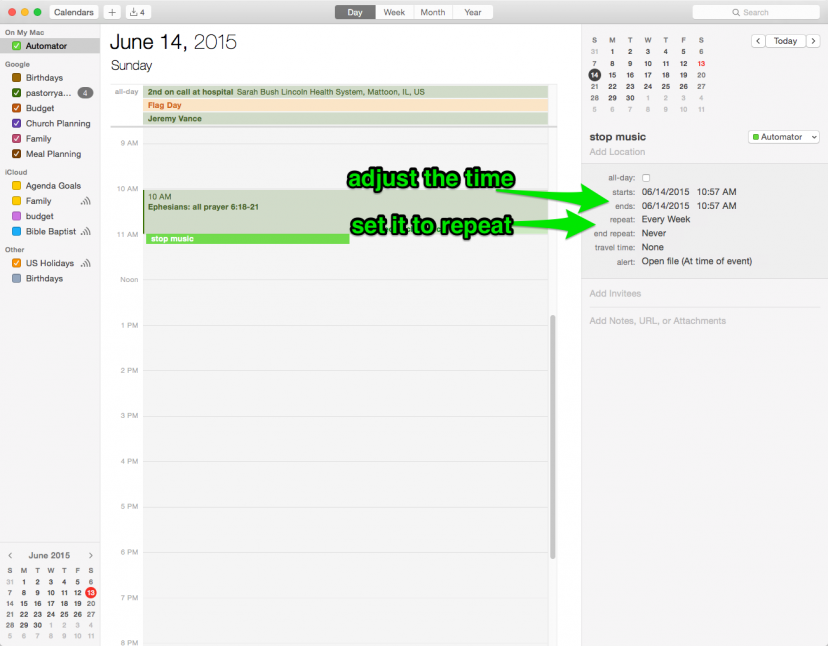 Calendars + 4 Day Week Month Year Search
On My Mac
Automator
Google
Birthdays
pastorrya... 4
Budget
Church Planning
Family
Meal Planning
iCloud
Agenda Goals
Family
budget
Bible Baptist
Other
US Holidays
Birthdays
June 2015
S M T W T F S
31 1 2 3 4 5 6
7 8 9 10 11 12 13
14 15 16 17 18 19 20
21 22 23 24 25 26 27
28 29 30 1 2 3 4
5 6 7 8 9 10 11
June 14, 2015
Sunday
all-day 2nd on call at hospital Sarah Bush Lincoln Health System, Mattoon, IL, US
Flag Day
Jeremy Vance
9 AM
10 AM
10 AM
Ephesians: all prayer 6:18-21
11 AM
stop music
Noon
1 PM
2 PM
3 PM
4 PM
5 PM
6 PM
7 PM
8 PM
adjust the time
set it to repeat
S M T W T F S
31 1 2 3 4 5 6
7 8 9 10 11 12 13
14 15 16 17 18 19 20
21 22 23 24 25 26 27
28 29 30 1 2 3 4
5 6 7 8 9 10 11
Today
stop music
Automator
Add Location
all-day:
starts: 06/14/2015 10:57 AM
ends: 06/14/2015 10:57 AM
repeat: Every Week
end repeat: Never
travel time: None
alert: Open file (At time of event)
Add Invitees
Add Notes, URL, or Attachments